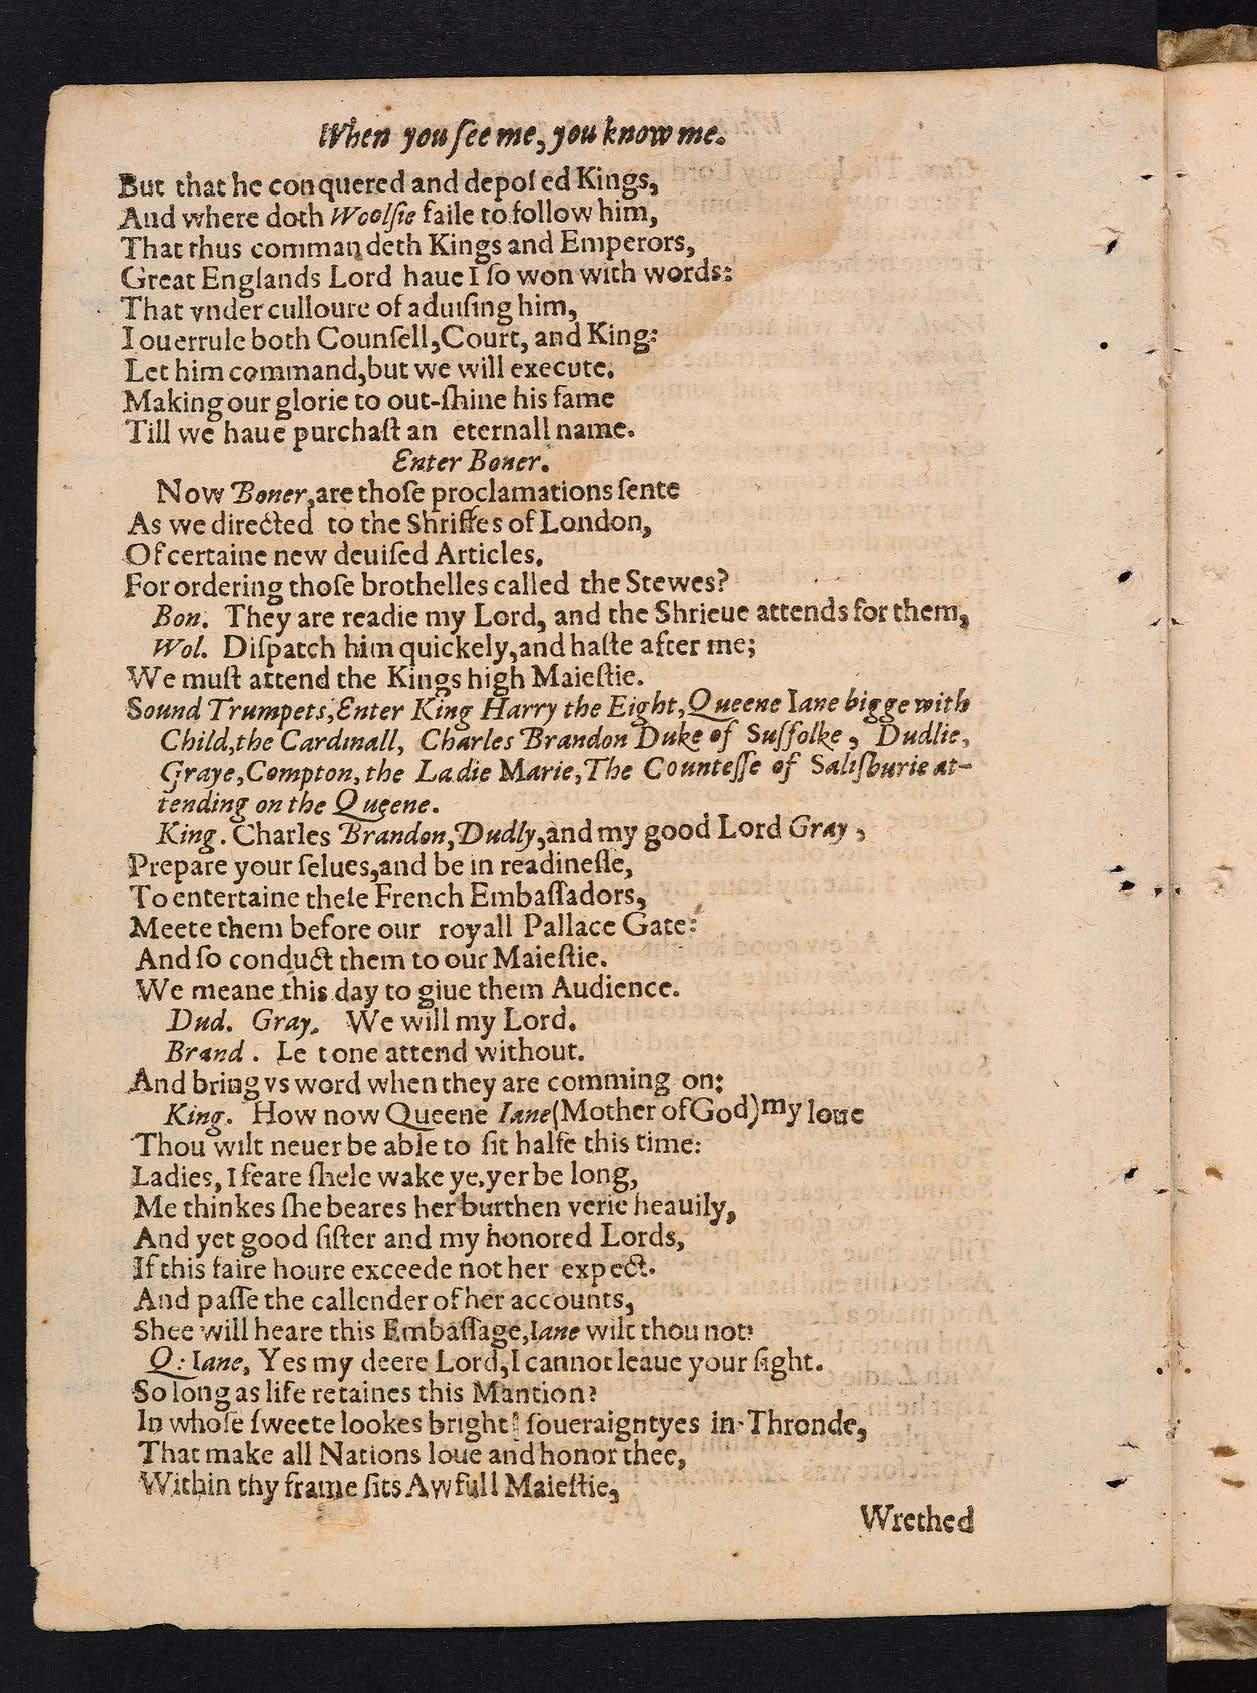 When you ſee me, you know me.
But that he conquered and depoſed Kings,
And where doth Woolſie faile to follow him,
That thus commandeth Kings and Emperors,
Great Englands Lord haue I ſo won with words:
That vnder culloure of aduiſing him,
I ouerrule both Counſell, Court, and King:
Let him command, but we will execute.
Making our glorie to out-ſhine his fame
Till we haue purchaſt an eternall name.
Enter Boner.
Now Boner, are thoſe proclamations ſente
As we directed to the Shriffes of London,
Of certaine new deuiſed Articles.
For ordering thoſe brothelles called the Stewes?
Bon. They are readie my Lord, and the Shrieue attends for them,
Wol. Diſpatch him quickely, and haſte after me;
We muſt attend the Kings high Maieſtie.
Sound Trumpets, Enter King Harry the Eight, Queene Iane bigge with
Child, the Cardinall, Charles Brandon Duke of Suffolke, Dudlie,
Graye, Compton, the Ladie Marie, The Counteſſe of Saliſburie at-
tending on the Queene.
King. Charles Brandon, Dudly, and my good Lord Gray,
Prepare your ſelues, and be in readineſſe,
To entertaine theſe French Embaſſadors,
Meete them before our royall Pallace Gate:
And ſo conduct them to our Maieſtie.
We meane this day to giue them Audience.
Dud. Gray. We will my Lord.
Brand. Le t one attend without.
And bring vs word when they are comming on:
King. How now Queene Iane (Mother of God) my loue
Thou wilt neuer be able to ſit halfe this time:
Ladies, I feare ſhele wake ye, yer be long,
Me thinkes ſhe beares her burthen verie heauily,
And yet good ſiſter and my honored Lords,
If this faire houre exceede not her expect.
And paſſe the callender of her accounts,
Shee will heare this Embaſſage, Iane wilt thou not?
Q: Iane, Yes my deere Lord, I cannot leaue your ſight.
So long as life retaines this Mantion?
In whoſe ſweete lookes bright ſoueraigntyes in-Thronde,
That make all Nations loue and honor thee,
Within thy frame ſits Awfull Maieſtie,
Wrethed